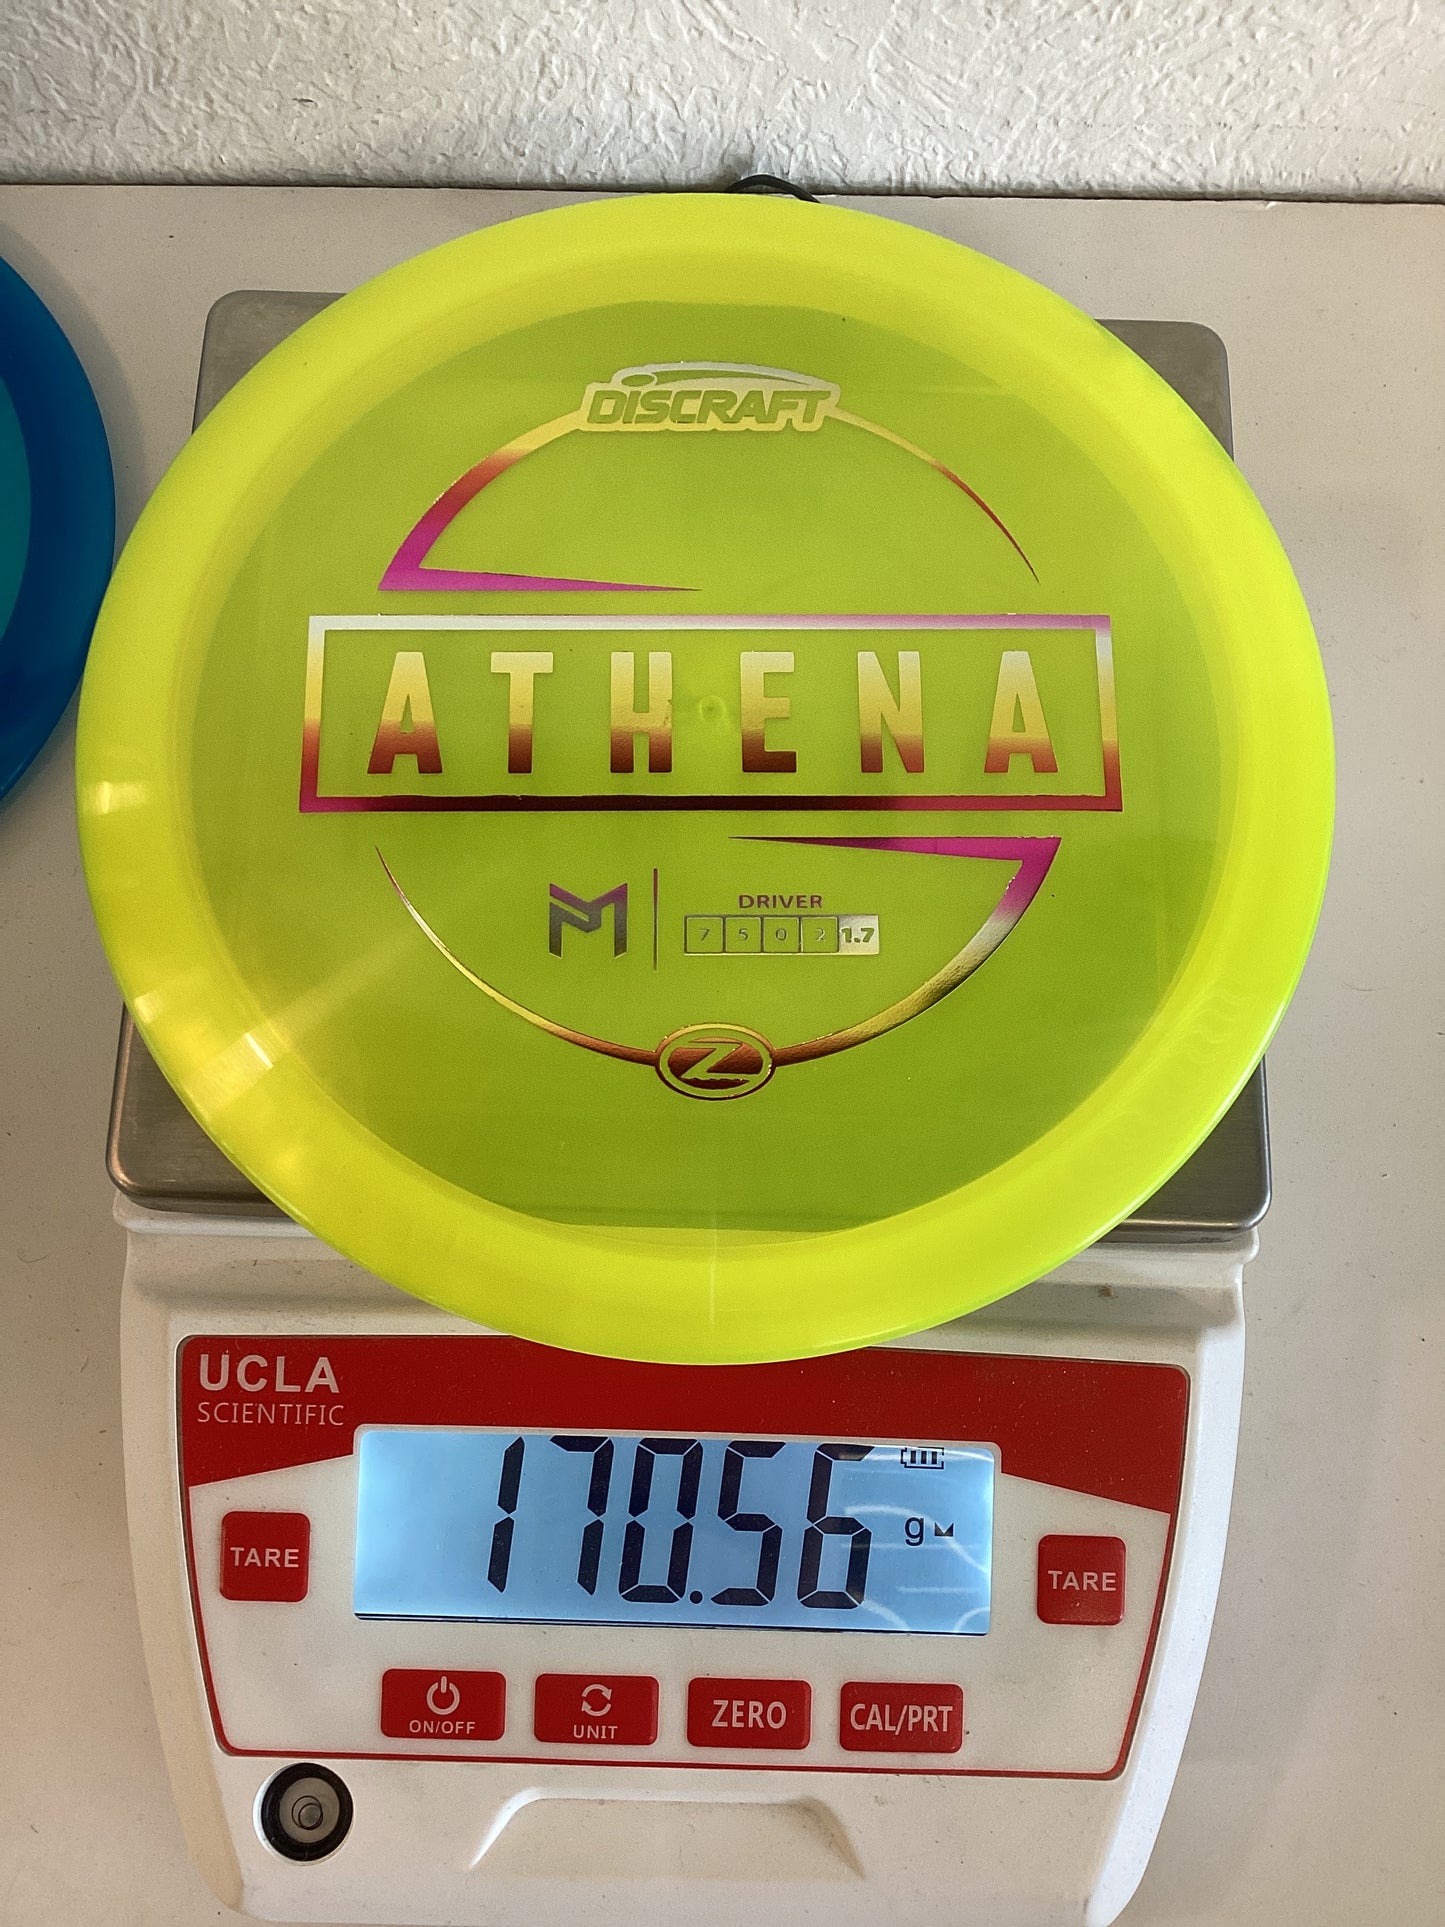 DISCRAFT
ATHENA
DRIVER
7 5 0 2 1.7
Z
UCLA
SCIENTIFIC
170.56
g
TARE
TARE
ON/OFF
UNIT
ZERO
CAL/PRT